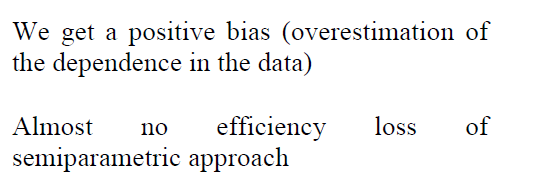 We get a positive bias (overestimation of
the dependence in the data)
Almost no efficiency loss of
semiparametric approach